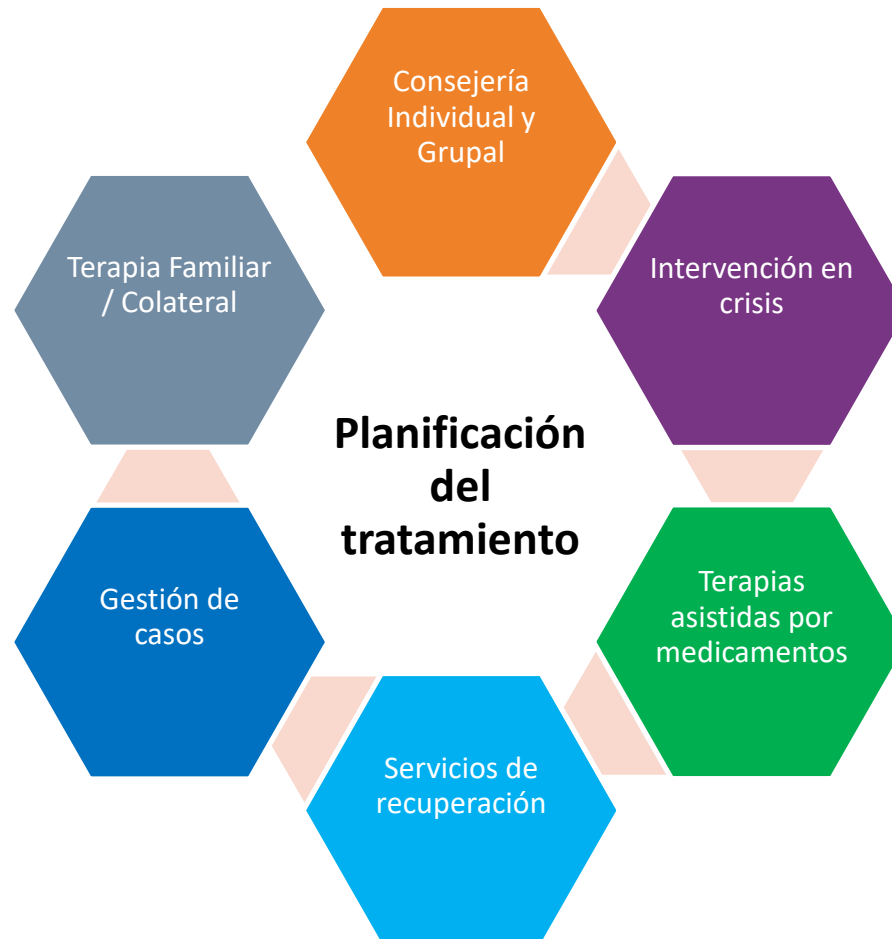 Consejería
Individual y
Grupal
Intervención en
crisis
Terapias
asistidas por
medicamentos
Servicios de
recuperación
Gestión de
casos
Terapia Familiar
/ Colateral
Planificación
del
tratamiento